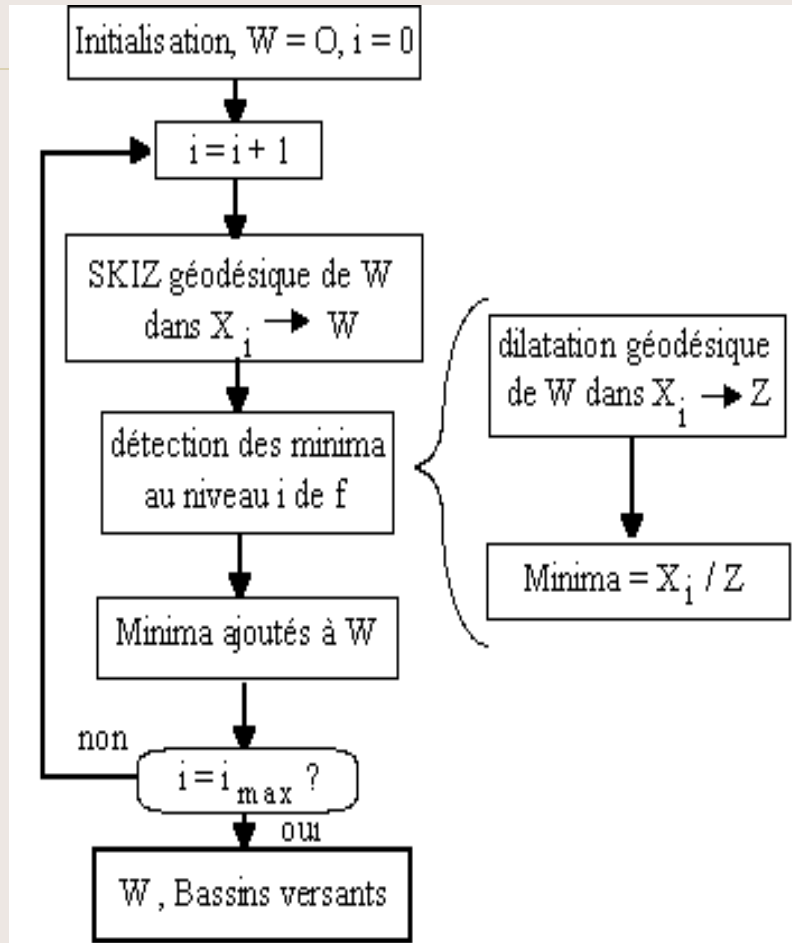 Initialisation, W = O, i = 0
i = i + 1
SKIZ géodésique de W
dans X i → W
détection des minima
au niveau i de f
Minima ajoutés à W
non
i = i max ?
oui
W , Bassins versants
dilatation géodésique
de W dans X i → Z
Minima = X i / Z